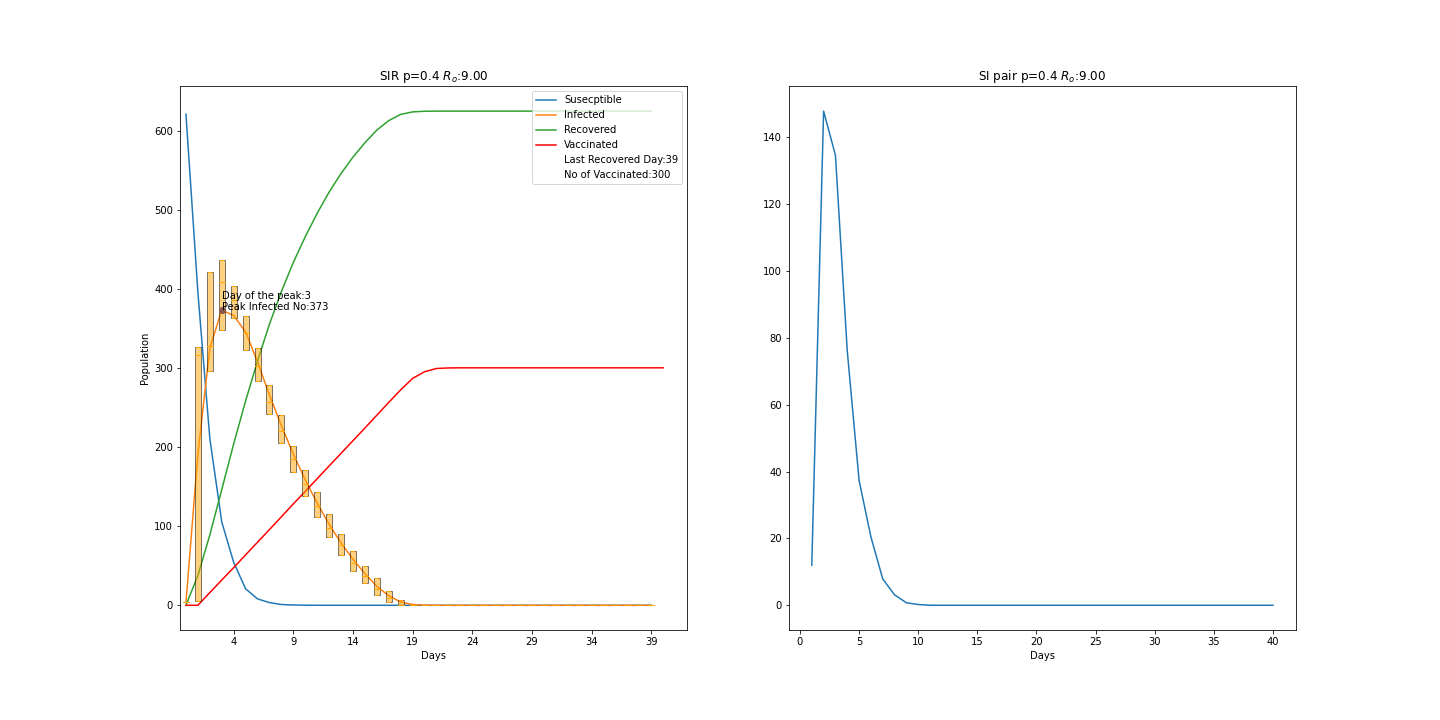 SIR p=0.4 Rₒ:9.00
Susecptible
Infected
Recovered
Vaccinated
Last Recovered Day:39
No of Vaccinated:300
Day of the peak:3
Peak Infected No:373
Population
600
500
400
300
200
100
0
4 9 14 19 24 29 34 39
Days
SI pair p=0.4 Rₒ:9.00
140
120
100
80
60
40
20
0
0 5 10 15 20 25 30 35 40
Days